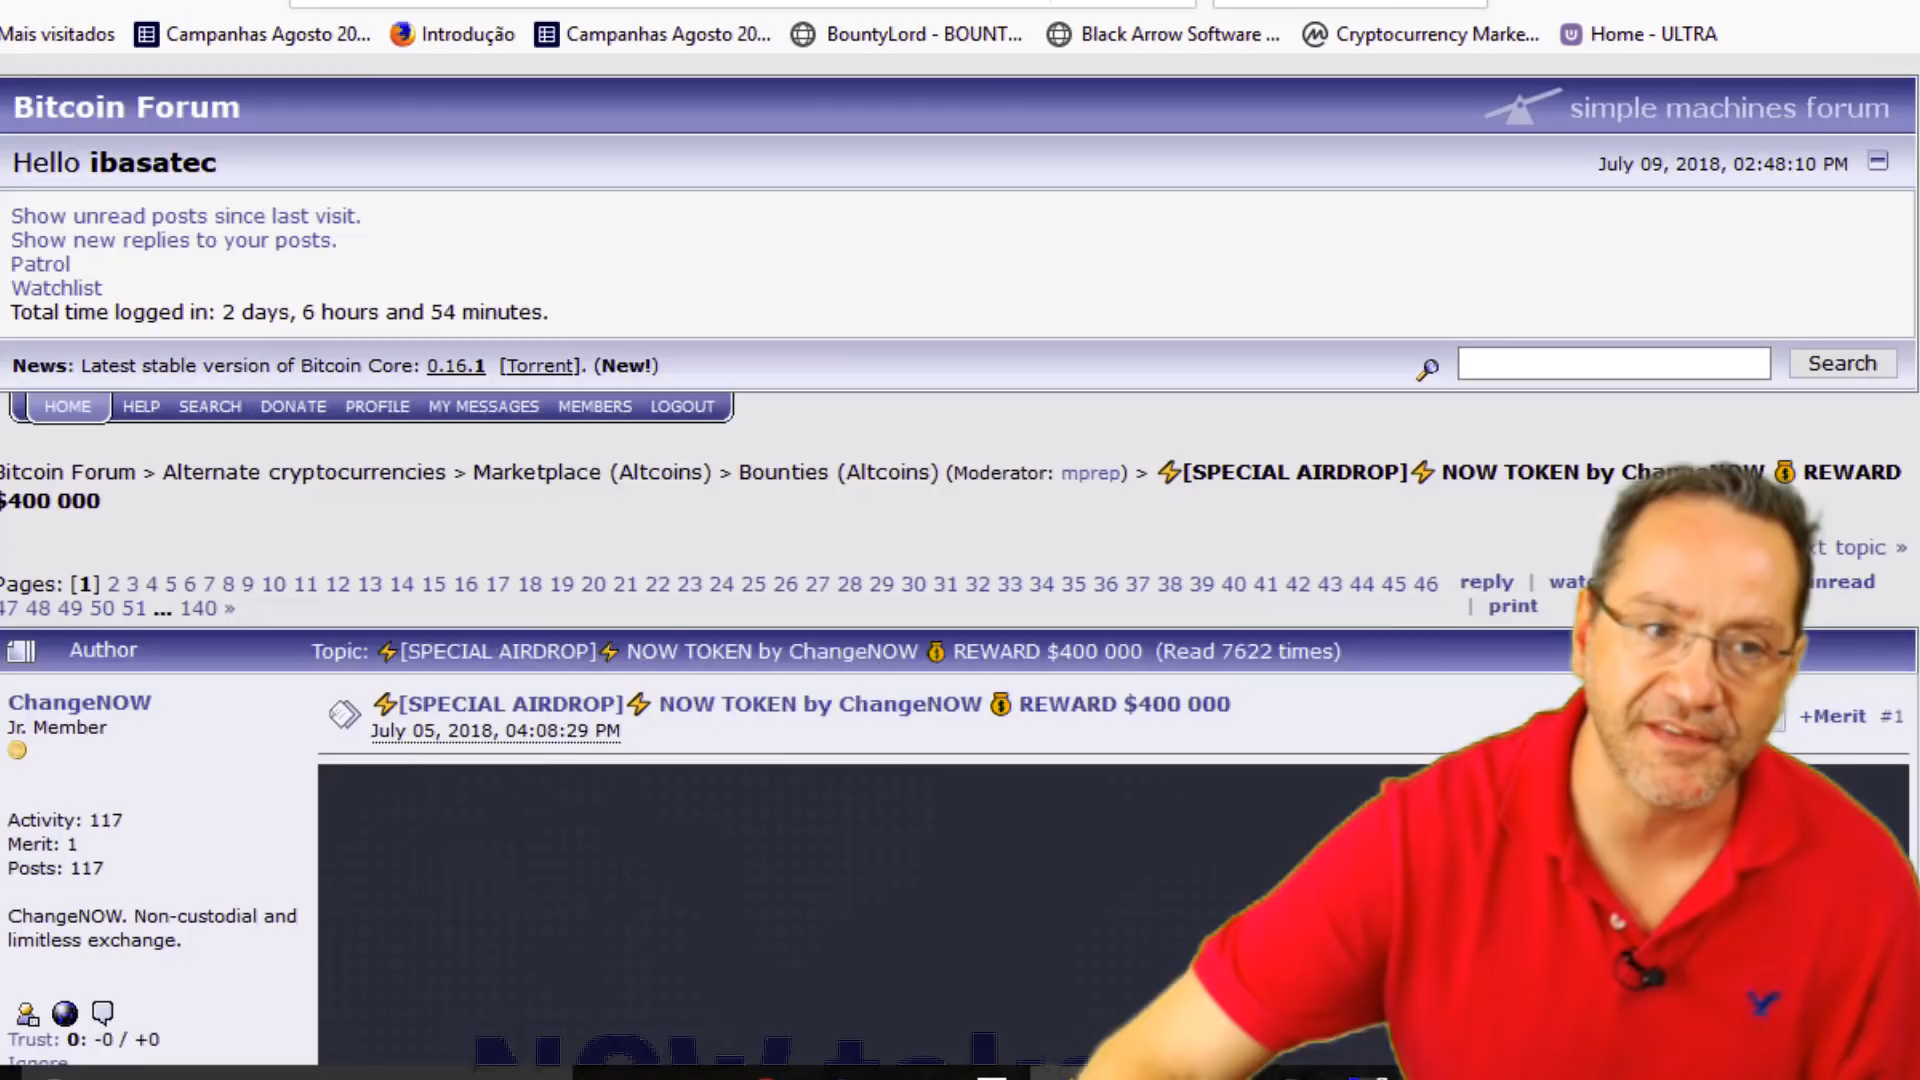 Mais visitados Campanhas Agosto 20... Introdução Campanhas Agosto 20... BountyLord - BOUNT... Black Arrow Software ... Cryptocurrency Marke... Home - ULTRA
Bitcoin Forum simple machines forum
Hello ibasatec July 09, 2018, 02:48:10 PM
Show unread posts since last visit.
Show new replies to your posts.
Patrol
Watchlist
Total time logged in: 2 days, 6 hours and 54 minutes.
News: Latest stable version of Bitcoin Core: 0.16.1 [Torrent]. (New!) Search
HOME HELP SEARCH DONATE PROFILE MY MESSAGES MEMBERS LOGOUT
Bitcoin Forum > Alternate cryptocurrencies > Marketplace (Altcoins) > Bounties (Altcoins) (Moderator: mprep) > ⚡[SPECIAL AIRDROP]⚡ NOW TOKEN by ChangeNOW 💰 REWARD
$400 000
topic »
Pages: [1] 2 3 4 5 6 7 8 9 10 11 12 13 14 15 16 17 18 19 20 21 22 23 24 25 26 27 28 29 30 31 32 33 34 35 36 37 38 39 40 41 42 43 44 45 46 reply |
47 48 49 50 51 ... 140 » | print
Author Topic: ⚡[SPECIAL AIRDROP]⚡ NOW TOKEN by ChangeNOW 💰 REWARD $400 000 (Read 7622 times)
ChangeNOW ⚡[SPECIAL AIRDROP]⚡ NOW TOKEN by ChangeNOW 💰 REWARD $400 000
Jr. Member July 05, 2018, 04:08:29 PM +Merit #1
Activity: 117
Merit: 1
Posts: 117
ChangeNOW. Non-custodial and
limitless exchange.
Trust: 0: -0 / +0
Ignore